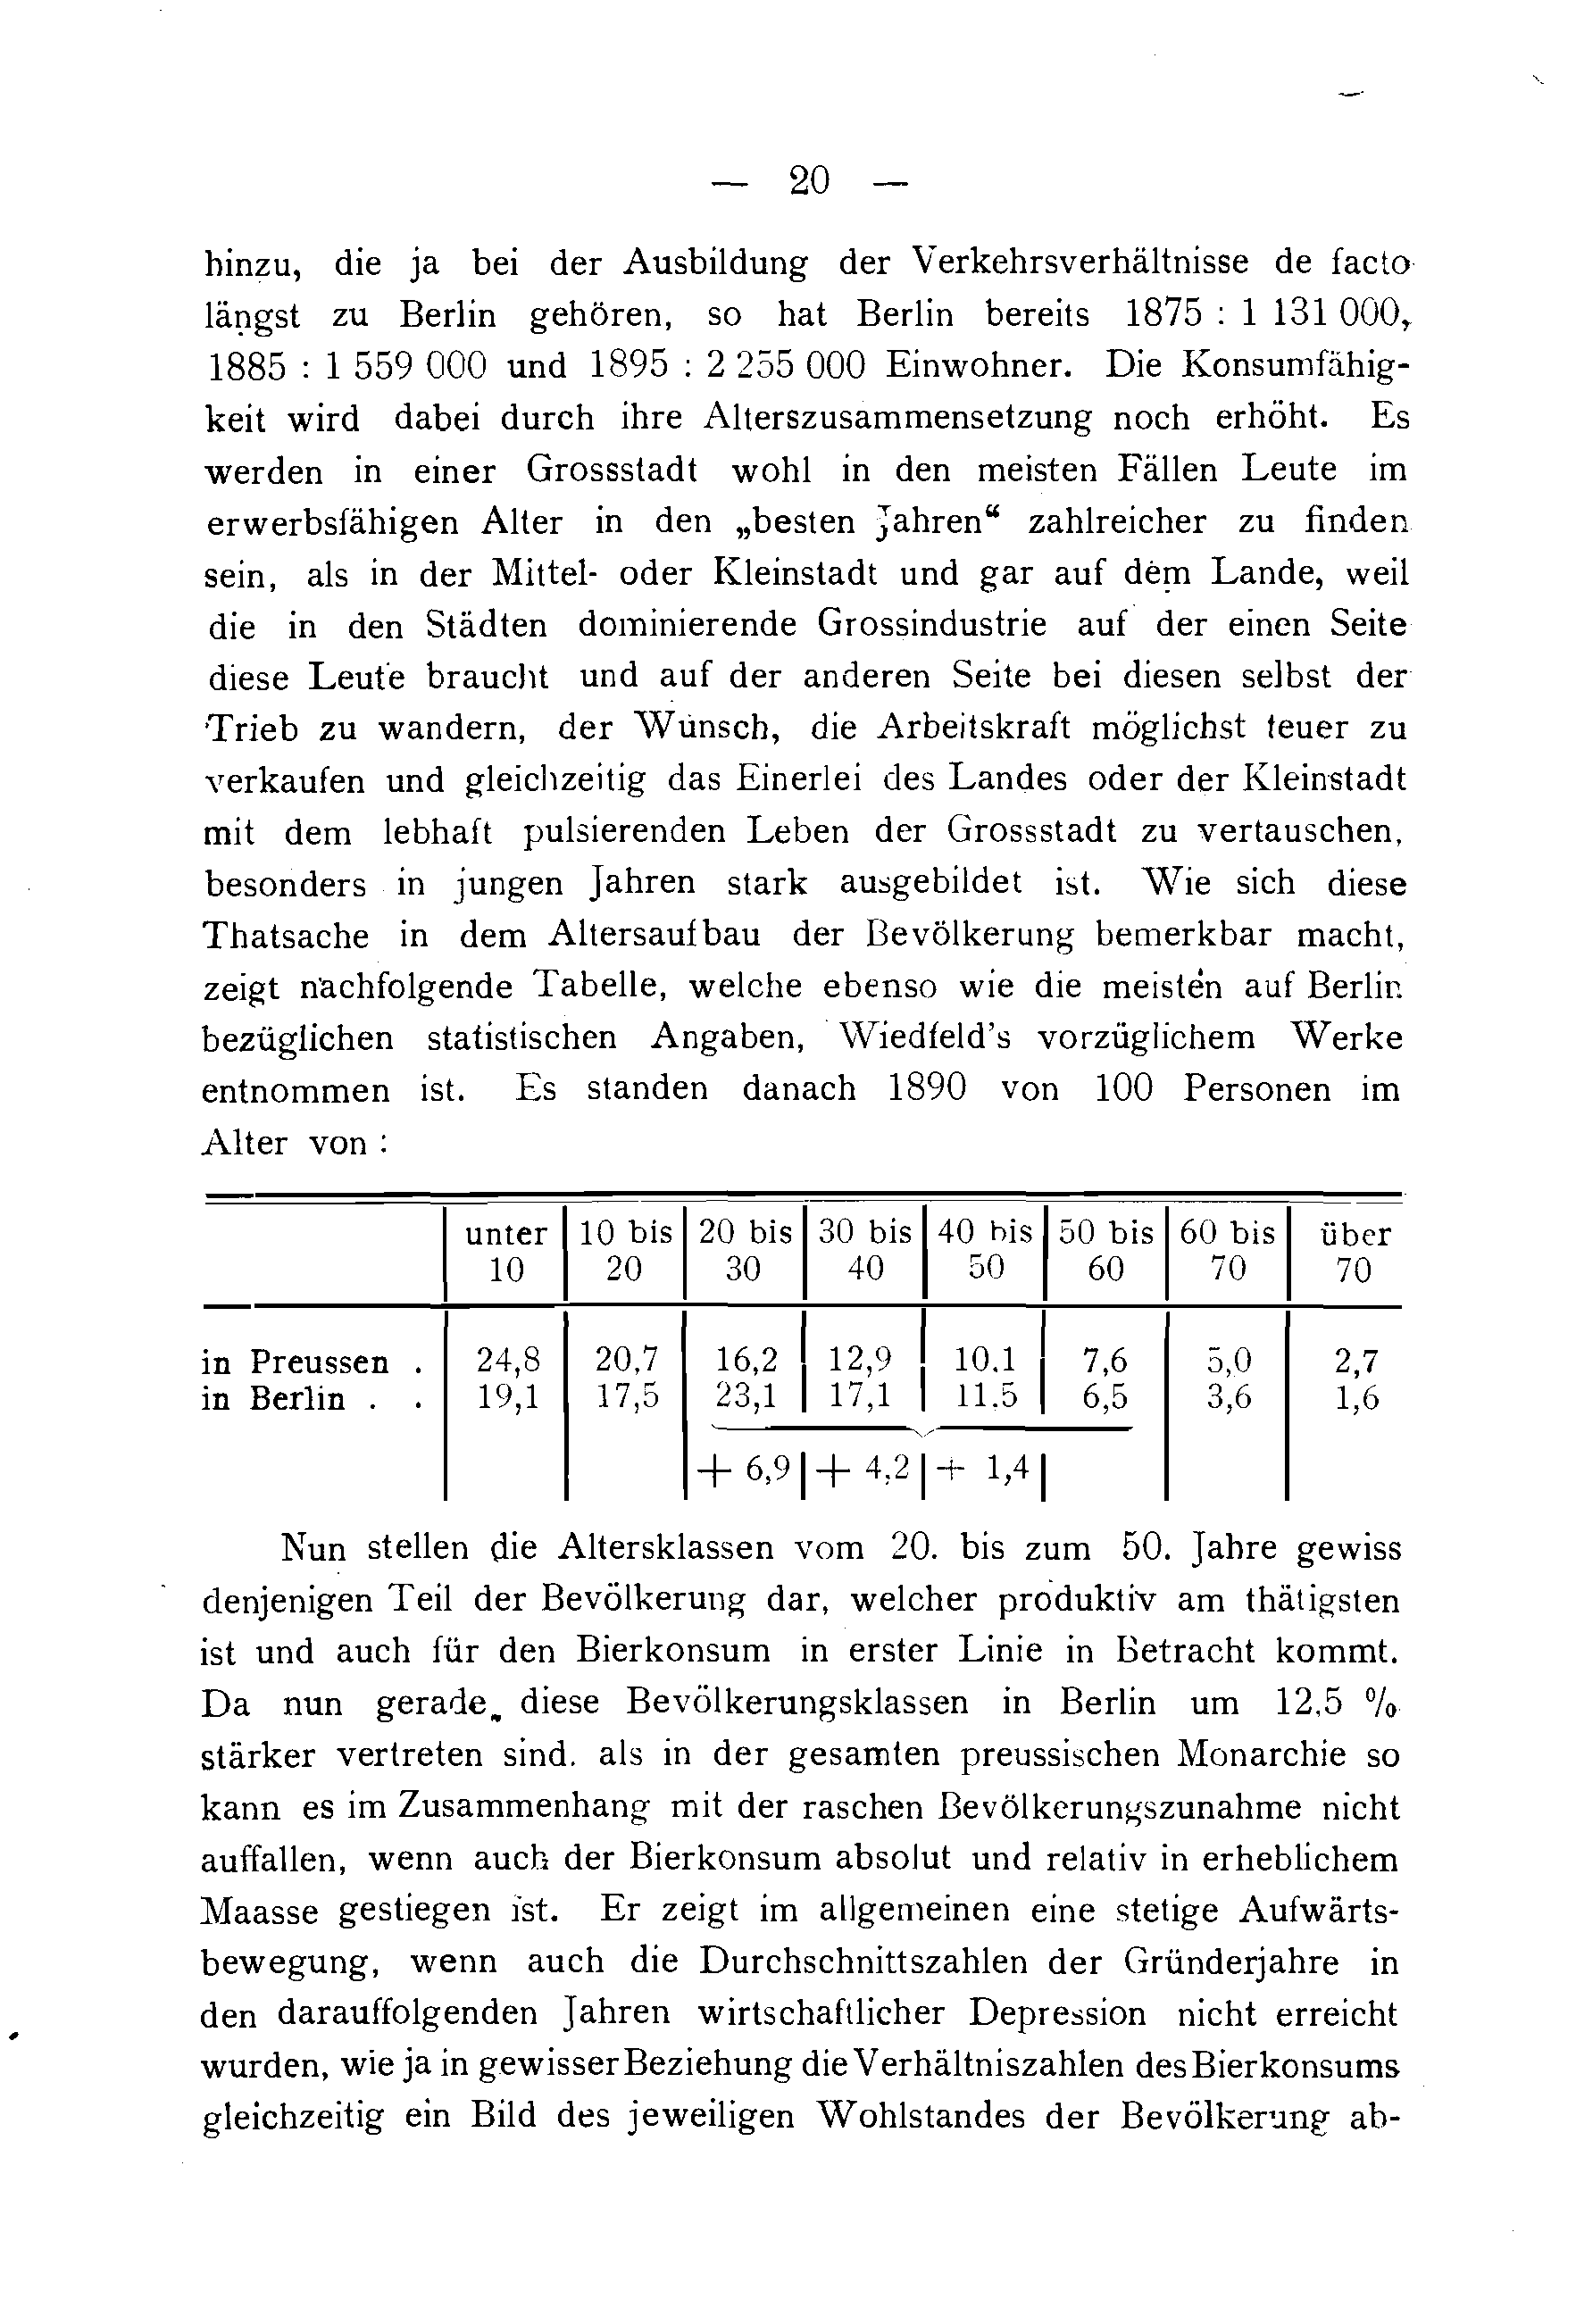 — 20 —
hinzu, die ja bei der Ausbildung der Verkehrsverhältnisse de facto
längst zu Berlin gehören, so hat Berlin bereits 1875 : 1 131 000,
1885 : 1 559 000 und 1895 : 2 255 000 Einwohner. Die Konsumfähig-
keit wird dabei durch ihre Alterszusammensetzung noch erhöht. Es
werden in einer Grossstadt wohl in den meisten Fällen Leute im
erwerbsfähigen Alter in den „besten Jahren“ zahlreicher zu finden
sein, als in der Mittel- oder Kleinstadt und gar auf dem Lande, weil
die in den Städten dominierende Grossindustrie auf der einen Seite
diese Leute braucht und auf der anderen Seite bei diesen selbst der
Trieb zu wandern, der Wunsch, die Arbeitskraft möglichst teuer zu
verkaufen und gleichzeitig das Einerlei des Landes oder der Kleinstadt
mit dem lebhaft pulsierenden Leben der Grossstadt zu vertauschen,
besonders in jungen Jahren stark ausgebildet ist. Wie sich diese
Thatsache in dem Altersaufbau der Bevölkerung bemerkbar macht,
zeigt nachfolgende Tabelle, welche ebenso wie die meisten auf Berlin
bezüglichen statistischen Angaben, Wiedfeld's vorzüglichem Werke
entnommen ist. Es standen danach 1890 von 100 Personen im
Alter von :
unter 10 bis 20 bis 30 bis 40 bis 50 bis 60 bis über
10 20 30 40 50 60 70 70
in Preussen . 24,8 20,7 16,2 12,9 10,1 7,6 5,0 2,7
in Berlin . . 19,1 17,5 23,1 17,1 11,5 6,5 3,6 1,6
+ 6,9 + 4,2 + 1,4
Nun stellen die Altersklassen vom 20. bis zum 50. Jahre gewiss
denjenigen Teil der Bevölkerung dar, welcher produktiv am thätigsten
ist und auch für den Bierkonsum in erster Linie in Betracht kommt.
Da nun gerade diese Bevölkerungsklassen in Berlin um 12,5 %
stärker vertreten sind. als in der gesamten preussischen Monarchie so
kann es im Zusammenhang mit der raschen Bevölkerungszunahme nicht
auffallen, wenn auch der Bierkonsum absolut und relativ in erheblichem
Maasse gestiegen ist. Er zeigt im allgemeinen eine stetige Aufwärts-
bewegung, wenn auch die Durchschnittszahlen der Gründerjahre in
den darauffolgenden Jahren wirtschaftlicher Depression nicht erreicht
wurden, wie ja in gewisser Beziehung die Verhältniszahlen des Bierkonsums
gleichzeitig ein Bild des jeweiligen Wohlstandes der Bevölkerung ab-